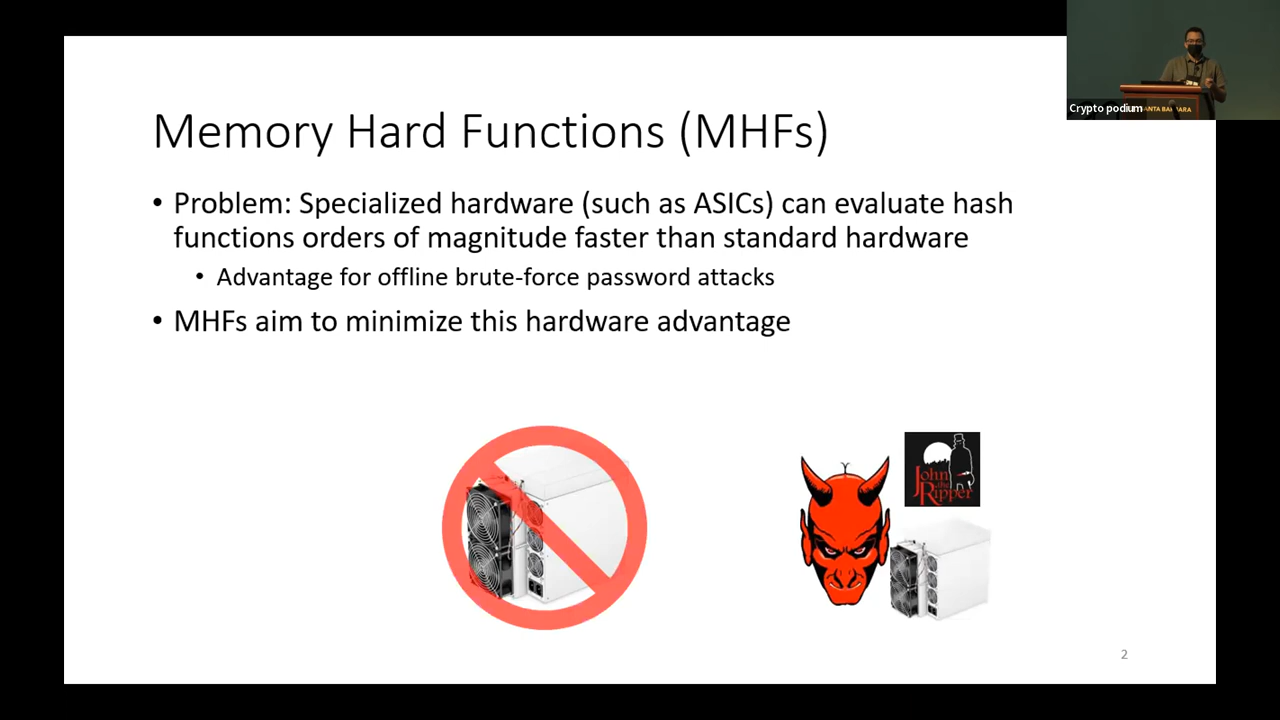 Crypto podium
ANTA BARBARA
Memory Hard Functions (MHFs)
• Problem: Specialized hardware (such as ASICs) can evaluate hash
functions orders of magnitude faster than standard hardware
• Advantage for offline brute-force password attacks
• MHFs aim to minimize this hardware advantage
John
the
Ripper
2